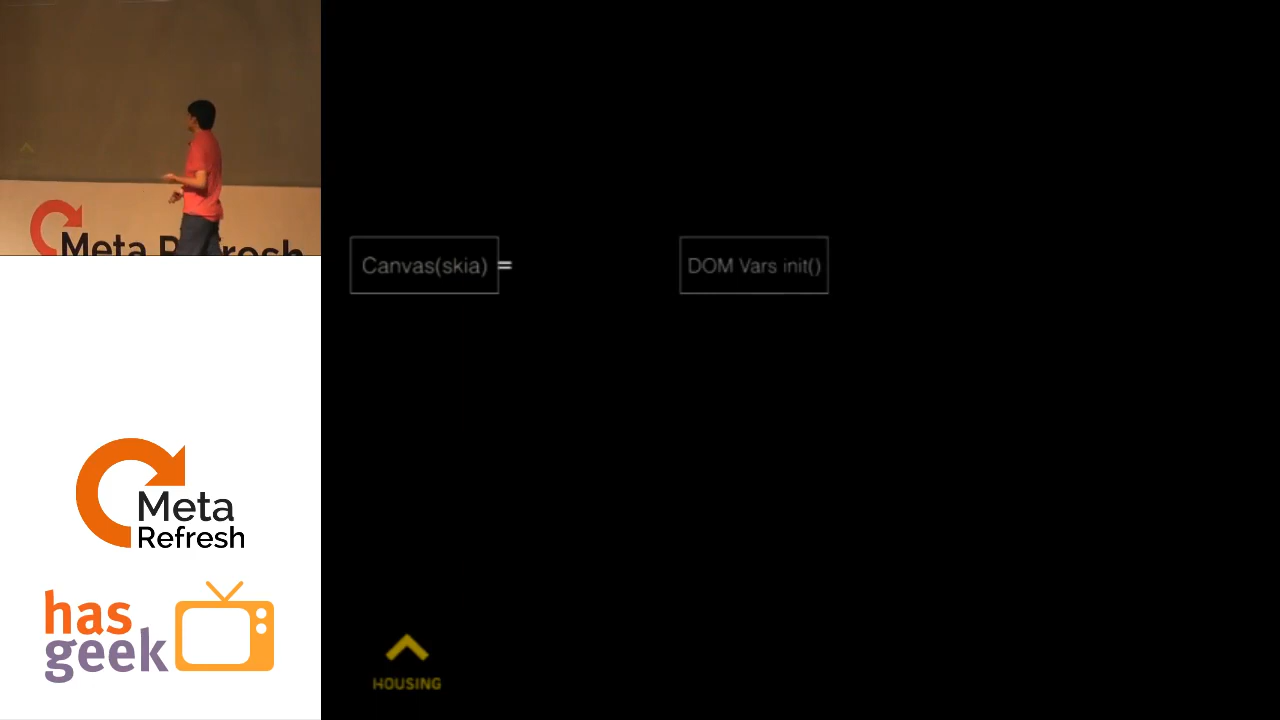 Meta Refresh
Canvas(skia) =
DOM Vars init()
Meta
Refresh
has
geek
HOUSING